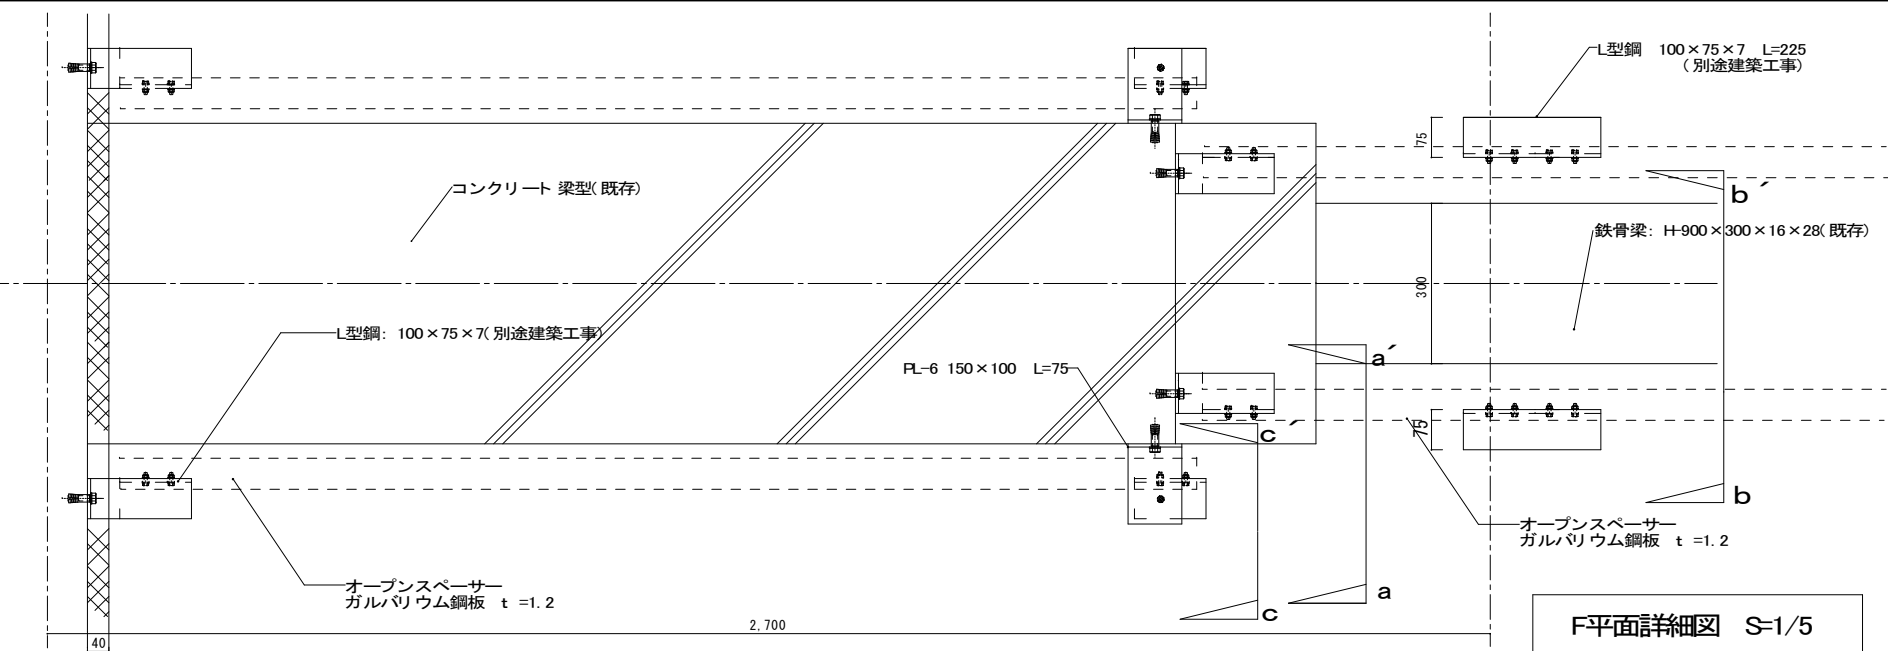 L型鋼 100×75×7 L=225
(別途建築工事)
75
コンクリート 梁型(既存)
b´
鉄骨梁: H-900×300×16×28(既存)
300
L型鋼: 100×75×7(別途建築工事)
a´
PL-6 150×100 L=75
c´
75
b
オープンスペーサー
ガルバリウム鋼板 t =1.2
オープンスペーサー
ガルバリウム鋼板 t =1.2
a
c
2,700
40
F平面詳細図 S=1/5